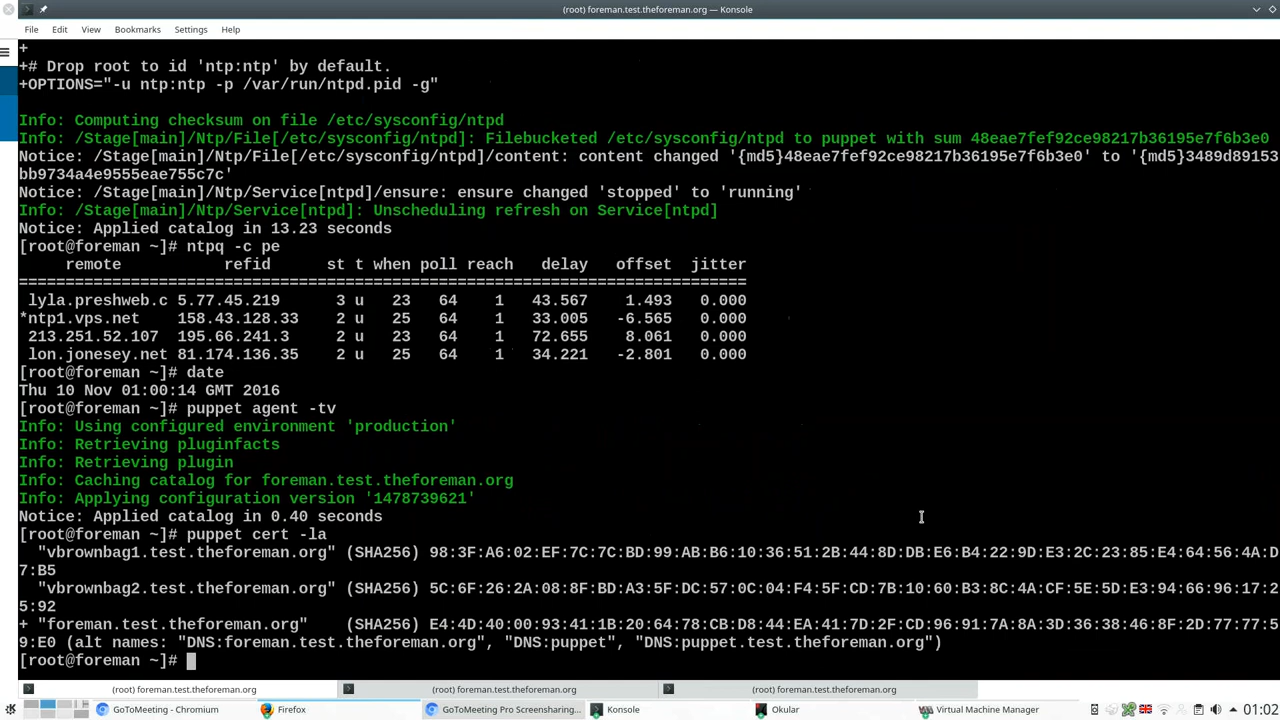 (root) foreman.test.theforeman.org — Konsole
File Edit View Bookmarks Settings Help
+
+# Drop root to id 'ntp:ntp' by default.
+OPTIONS="-u ntp:ntp -p /var/run/ntpd.pid -g"
Info: Computing checksum on file /etc/sysconfig/ntpd
Info: /Stage[main]/Ntp/File[/etc/sysconfig/ntpd]: Filebucketed /etc/sysconfig/ntpd to puppet with sum 48eae7fef92ce98217b36195e7f6b3e0
Notice: /Stage[main]/Ntp/File[/etc/sysconfig/ntpd]/content: content changed '{md5}48eae7fef92ce98217b36195e7f6b3e0' to '{md5}3489d89153
bb9734a4e9555eae755c7c'
Notice: /Stage[main]/Ntp/Service[ntpd]/ensure: ensure changed 'stopped' to 'running'
Info: /Stage[main]/Ntp/Service[ntpd]: Unscheduling refresh on Service[ntpd]
Notice: Applied catalog in 13.23 seconds
[root@foreman ~]# ntpq -c pe
     remote           refid      st t when poll reach   delay   offset  jitter
==============================================================================
 lyla.preshweb.c 5.77.45.219      3 u   23   64    1   43.567    1.493   0.000
*ntp1.vps.net    158.43.128.33    2 u   25   64    1   33.005   -6.565   0.000
 213.251.52.107  195.66.241.3     2 u   23   64    1   72.655    8.061   0.000
 lon.jonesey.net 81.174.136.35    2 u   25   64    1   34.221   -2.801   0.000
[root@foreman ~]# date
Thu 10 Nov 01:00:14 GMT 2016
[root@foreman ~]# puppet agent -tv
Info: Using configured environment 'production'
Info: Retrieving pluginfacts
Info: Retrieving plugin
Info: Caching catalog for foreman.test.theforeman.org
Info: Applying configuration version '1478739621'
Notice: Applied catalog in 0.40 seconds
[root@foreman ~]# puppet cert -la
  "vbrownbag1.test.theforeman.org" (SHA256) 98:3F:A6:02:EF:7C:7C:BD:99:AB:B6:10:36:51:2B:44:8D:DB:E6:B4:22:9D:E3:2C:23:85:E4:64:56:4A:D
7:B5
  "vbrownbag2.test.theforeman.org" (SHA256) 5C:6F:26:2A:08:8F:BD:A3:5F:DC:57:0C:04:F4:5F:CD:7B:10:60:B3:8C:4A:CF:5E:5D:E3:94:66:96:17:2
5:92
+ "foreman.test.theforeman.org"    (SHA256) E4:4D:40:00:93:41:1B:20:64:78:CB:D8:44:EA:41:7D:2F:CD:96:91:7A:8A:3D:36:38:46:8F:2D:77:77:5
9:E0 (alt names: "DNS:foreman.test.theforeman.org", "DNS:puppet", "DNS:puppet.test.theforeman.org")
[root@foreman ~]#
(root) foreman.test.theforeman.org (root) foreman.test.theforeman.org (root) foreman.test.theforeman.org
GoToMeeting - Chromium Firefox GoToMeeting Pro Screensharing... Konsole Okular Virtual Machine Manager 01:02